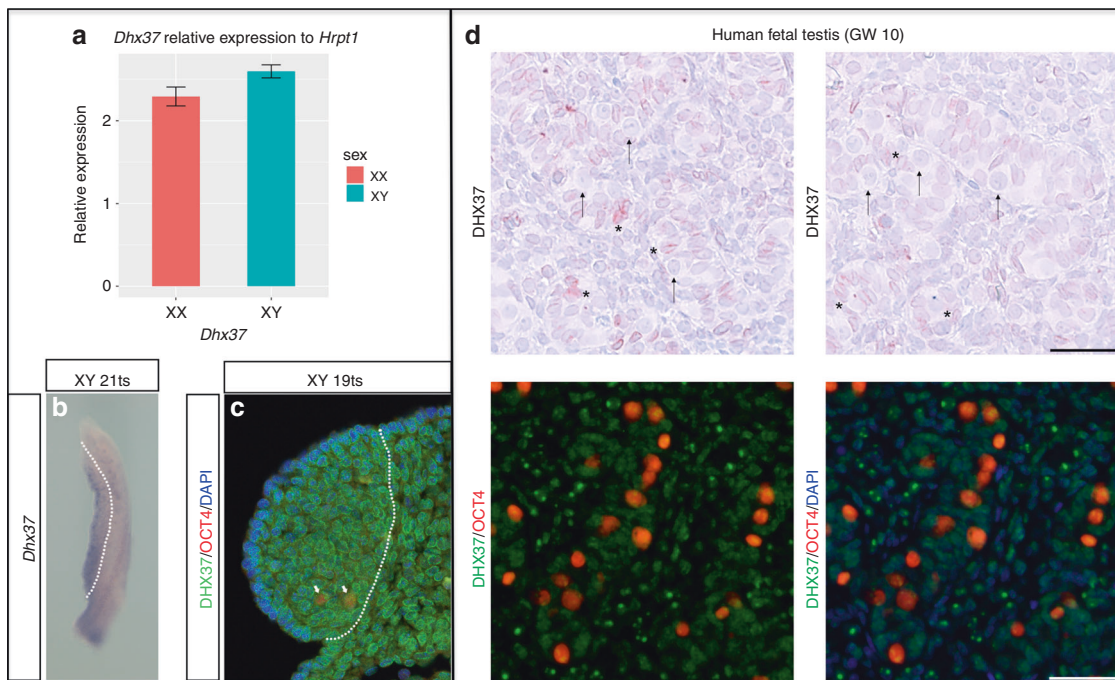 a
Dhx37 relative expression to Hrpt1
Relative expression
2
1
0
XX
XY
Dhx37
sex
XX
XY
XY 21ts
b
Dhx37
XY 19ts
c
DHX37/OCT4/DAPI
d
Human fetal testis (GW 10)
DHX37
*
*
*
DHX37
*
*
*
DHX37/OCT4
DHX37/OCT4/DAPI